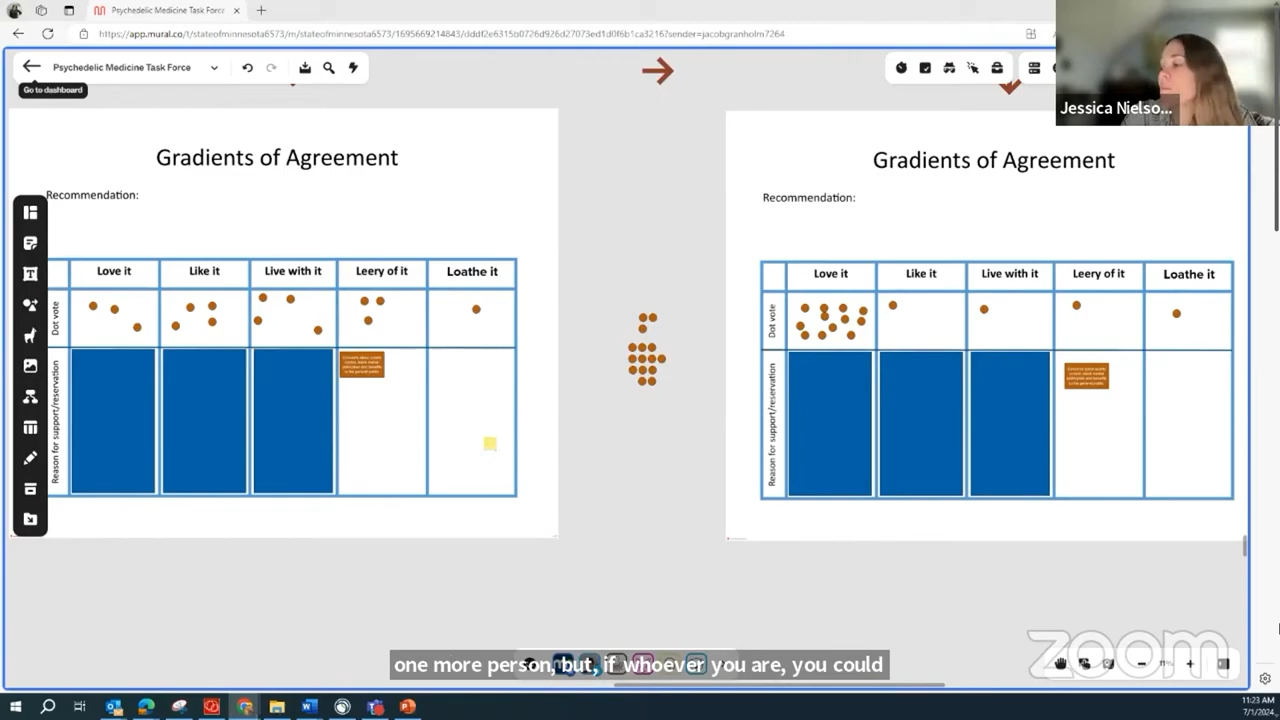 Psychedelic Medicine Task Force
https://app.mural.co/t/stateofminnesota6573/m/stateofminnesota6573/1695669214843/dddf2e6315b0726d926d27073ed1d0f6b1ca3216?sender=jacobgranholm7264
Psychedelic Medicine Task Force
Go to dashboard
Jessica Nielso...
Gradients of Agreement
Recommendation:
Love it
Like it
Live with it
Leery of it
Loathe it
Dot vote
Reason for support/reservation
Gradients of Agreement
Recommendation:
Love it
Like it
Live with it
Leery of it
Loathe it
Dot vote
Reason for support/reservation
one more person, but, if whoever you are, you could
zoom
11%
11:23 AM
7/1/2024